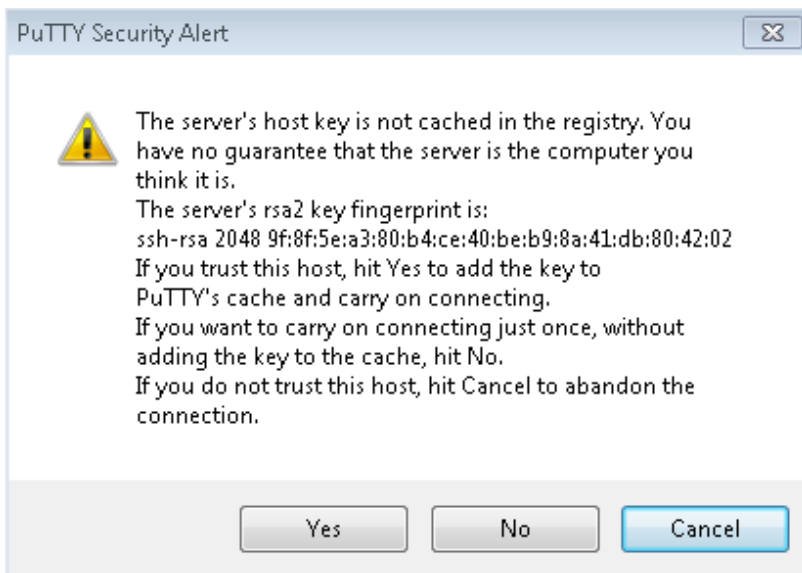 PuTTY Security Alert
The server's host key is not cached in the registry. You
have no guarantee that the server is the computer you
think it is.
The server's rsa2 key fingerprint is:
ssh-rsa 2048 9f:8f:5e:a3:80:b4:ce:40:be:b9:8a:41:db:80:42:02
If you trust this host, hit Yes to add the key to
PuTTY's cache and carry on connecting.
If you want to carry on connecting just once, without
adding the key to the cache, hit No.
If you do not trust this host, hit Cancel to abandon the
connection.
Yes No Cancel